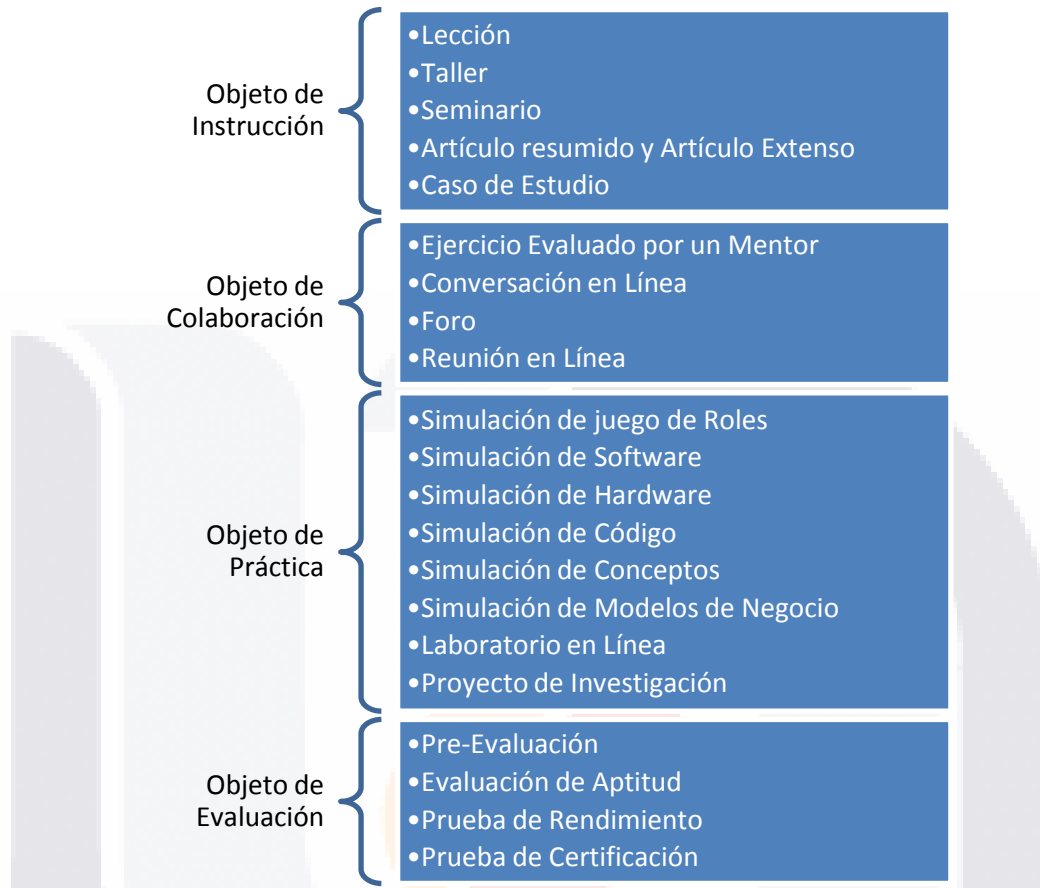 Objeto de
Instrucción
•Lección
•Taller
•Seminario
•Artículo resumido y Artículo Extenso
•Caso de Estudio
Objeto de
Colaboración
•Ejercicio Evaluado por un Mentor
•Conversación en Línea
•Foro
•Reunión en Línea
Objeto de
Práctica
•Simulación de juego de Roles
•Simulación de Software
•Simulación de Hardware
•Simulación de Código
•Simulación de Conceptos
•Simulación de Modelos de Negocio
•Laboratorio en Línea
•Proyecto de Investigación
Objeto de
Evaluación
•Pre-Evaluación
•Evaluación de Aptitud
•Prueba de Rendimiento
•Prueba de Certificación